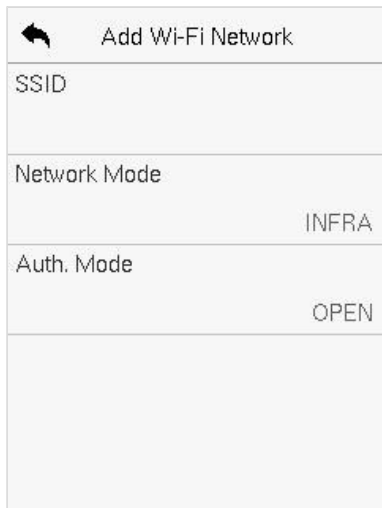 Add Wi-Fi Network
SSID
Network Mode
INFRA
Auth. Mode
OPEN